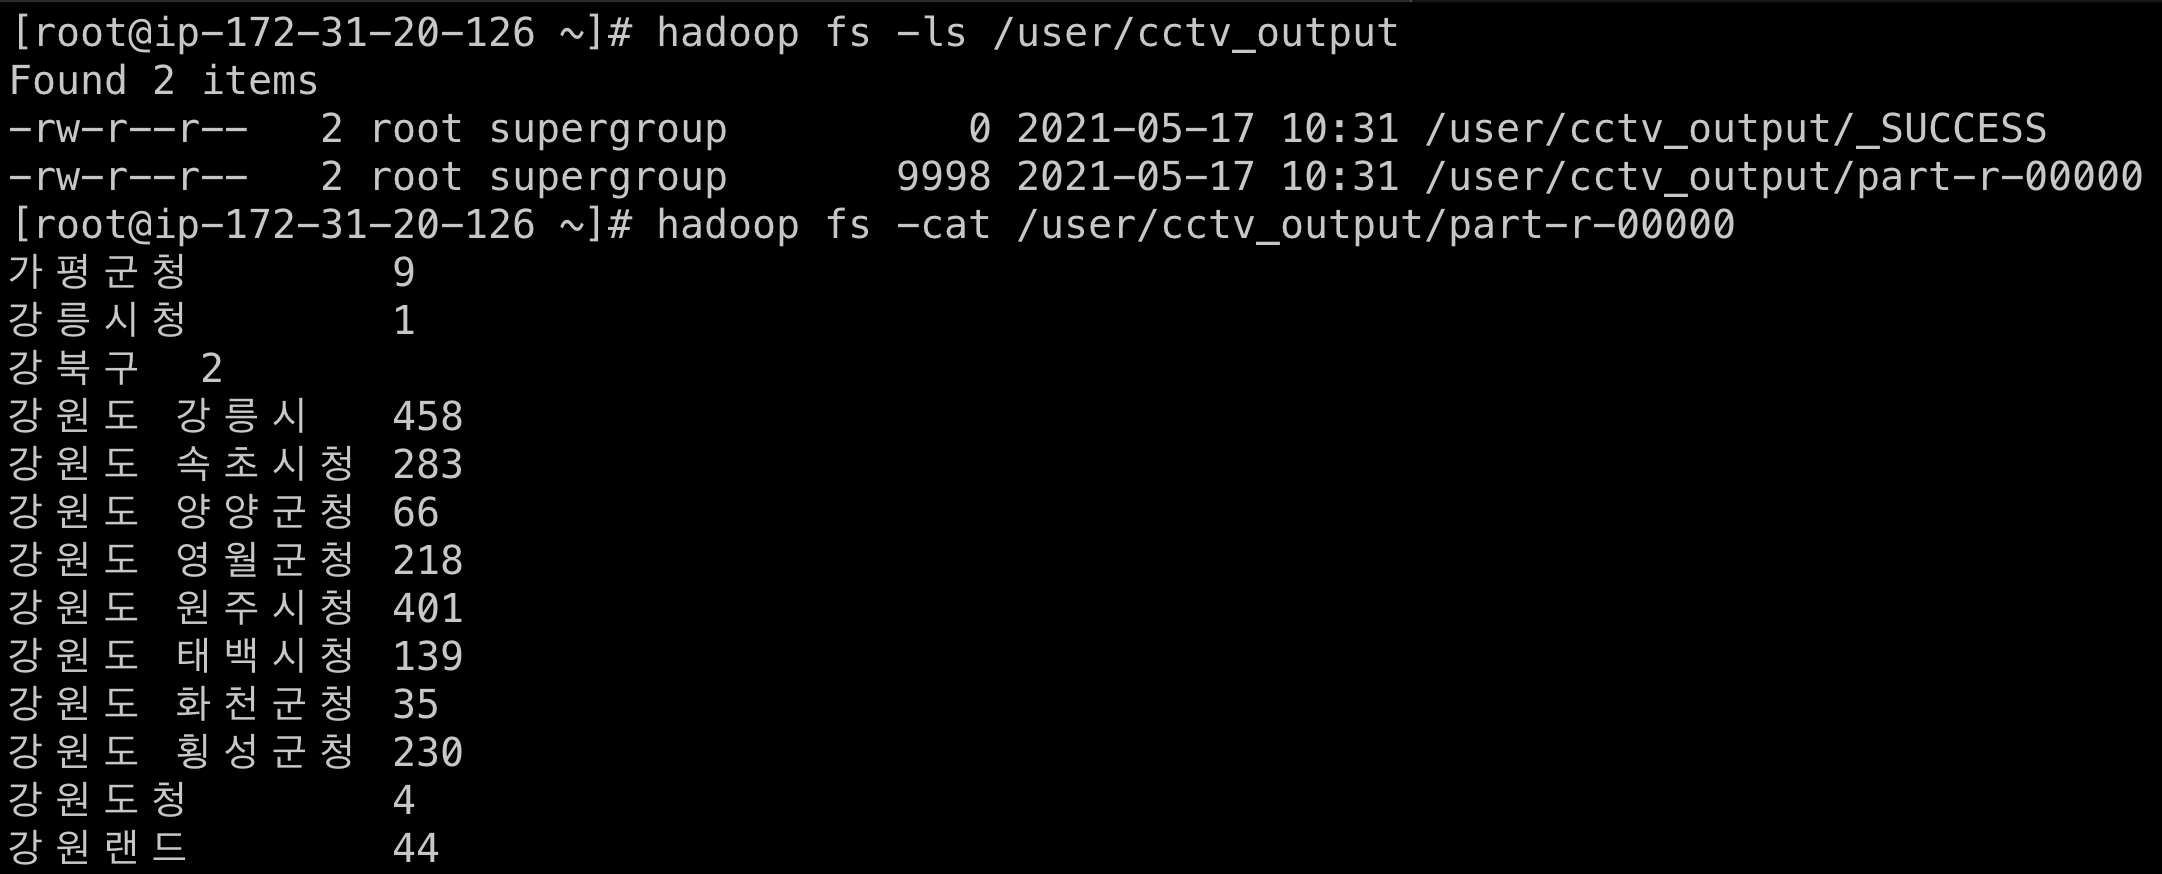 [root@ip-172-31-20-126 ~]# hadoop fs -ls /user/cctv_output
Found 2 items
-rw-r--r--   2 root supergroup          0 2021-05-17 10:31 /user/cctv_output/_SUCCESS
-rw-r--r--   2 root supergroup       9998 2021-05-17 10:31 /user/cctv_output/part-r-00000
[root@ip-172-31-20-126 ~]# hadoop fs -cat /user/cctv_output/part-r-00000
가평군청 9
강릉시청 1
강북구 2
강원도 강릉시 458
강원도 속초시청 283
강원도 양양군청 66
강원도 영월군청 218
강원도 원주시청 401
강원도 태백시청 139
강원도 화천군청 35
강원도 횡성군청 230
강원도청 4
강원랜드 44